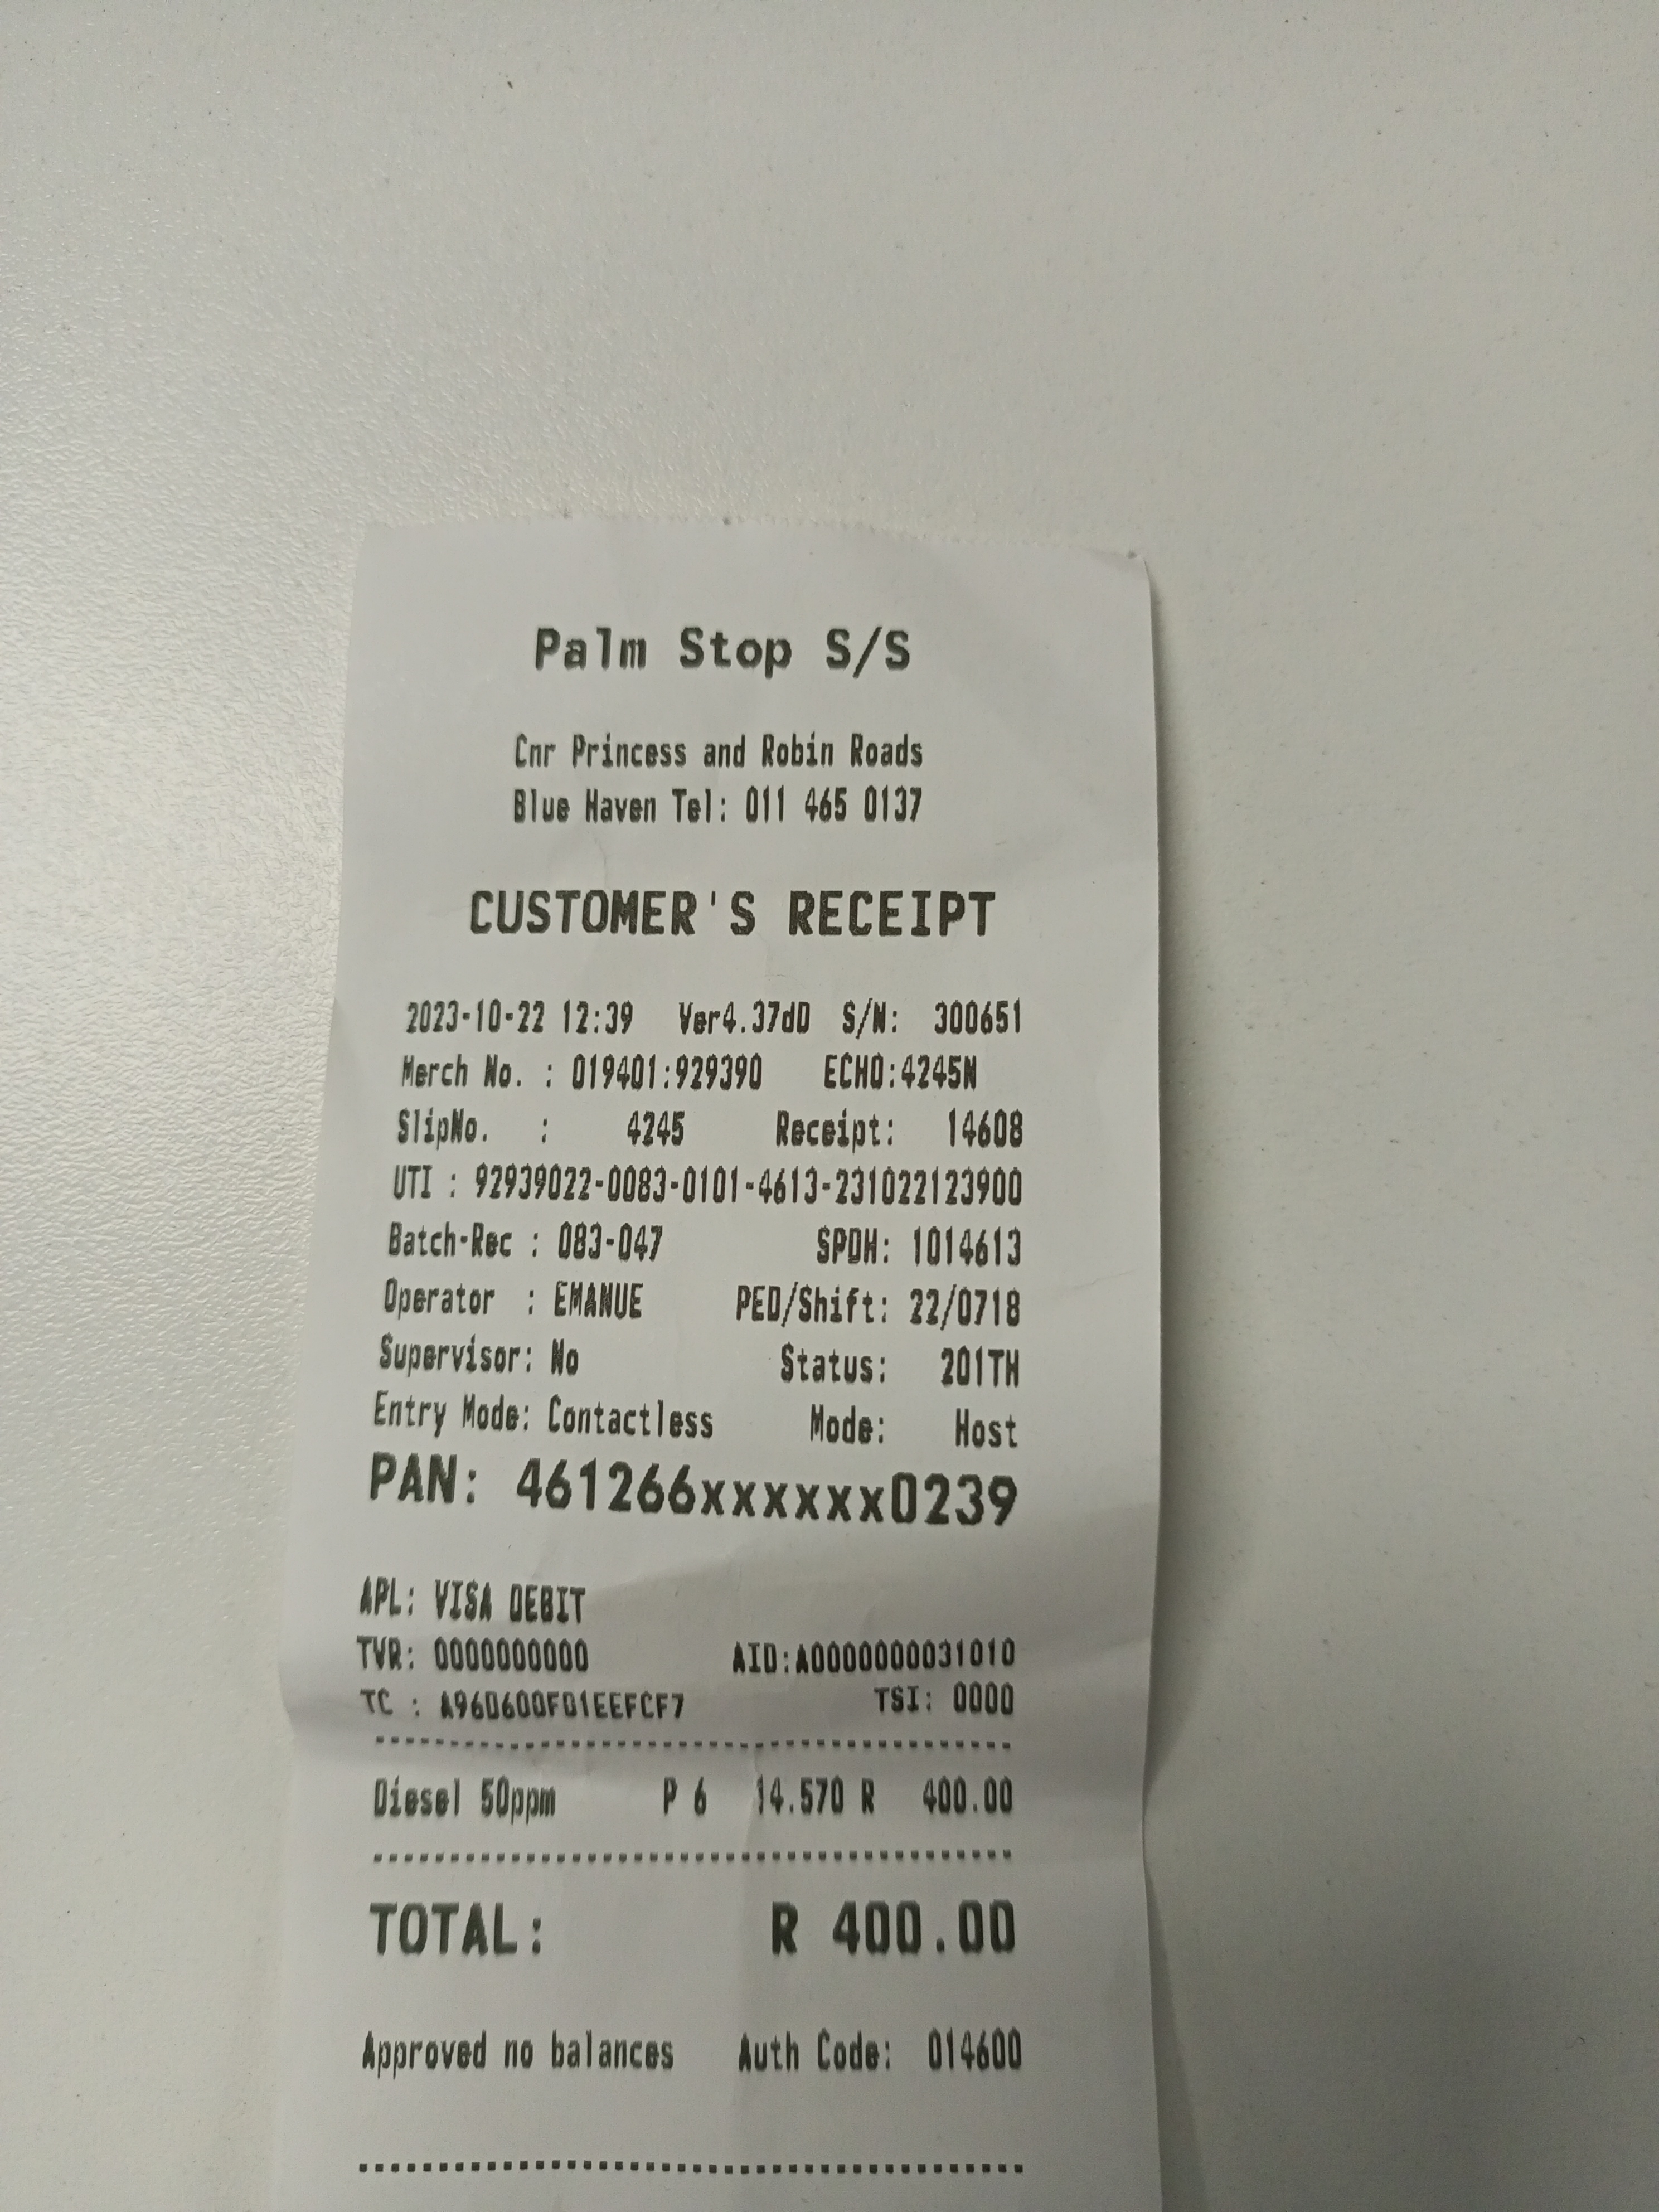 Palm Stop S/S
Cnr Princess and Robin Roads
Blue Haven Tel: 011 465 0137
CUSTOMER'S RECEIPT
2023-10-22 12:39 Ver4.37dD S/N: 300651
Merch No. : 019401:929390 ECHO:4245N
SlipNo. : 4245 Receipt: 14608
UTI : 92939022-0083-0101-4613-231022123900
Batch-Rec : 083-047 SPDH: 1014613
Operator : EMANUE PED/Shift: 22/0718
Supervisor: No Status: 201TH
Entry Mode: Contactless Mode: Host
PAN: 461266xxxxxx0239
APL: VISA DEBIT
TVR: 0000000000 AID:A0000000031010
TC : A96D600F01EEFCF7 TSI: 0000
Diesel 50ppm P 6 14.570 R 400.00
TOTAL: R 400.00
Approved no balances Auth Code: 014600